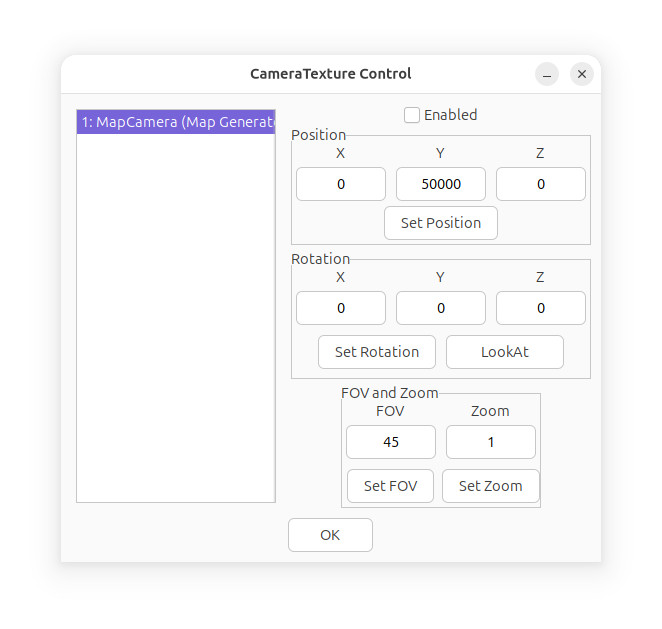 CameraTexture Control
1: MapCamera (Map Generat
Enabled
Position
X Y Z
0 50000 0
Set Position
Rotation
X Y Z
0 0 0
Set Rotation LookAt
FOV and Zoom
FOV Zoom
45 1
Set FOV Set Zoom
OK